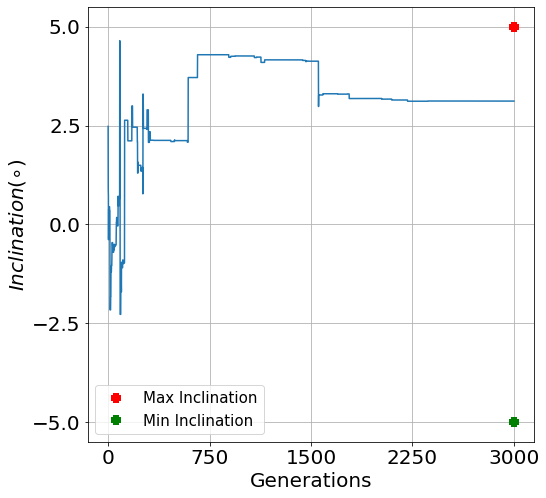 5.0
2.5
0.0
−2.5
−5.0
Inclination(∘)
Max Inclination
Min Inclination
0 750 1500 2250 3000
Generations